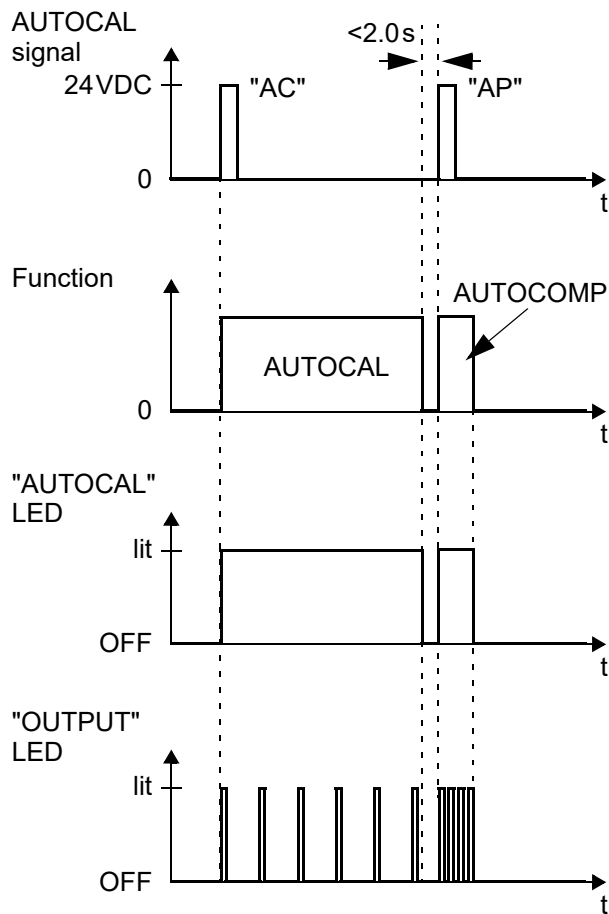 AUTOCAL
signal
<2.0s
24VDC
"AC"
"AP"
0
t
Function
AUTOCOMP
AUTOCAL
0
t
"AUTOCAL"
LED
lit
OFF
t
"OUTPUT"
LED
lit
OFF
t